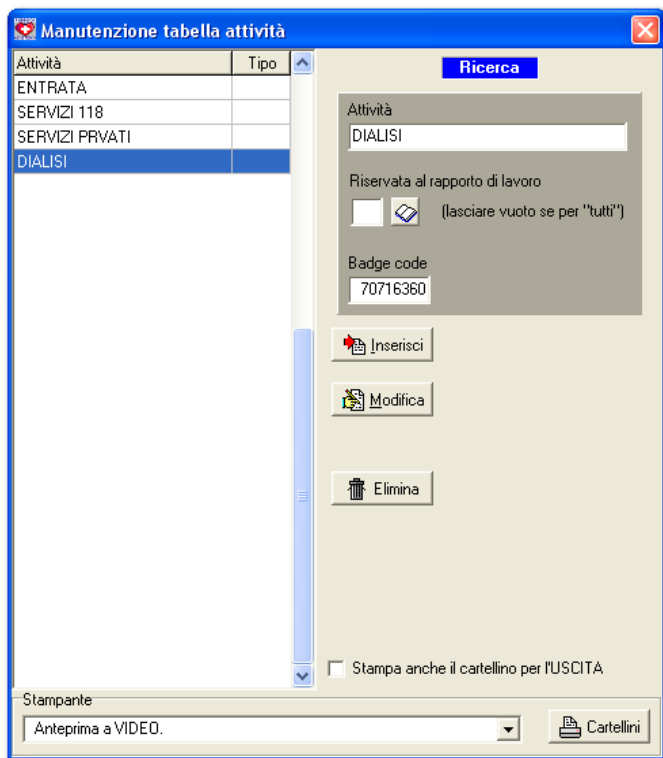 Manutenzione tabella attività
Attività Tipo
ENTRATA
SERVIZI 118
SERVIZI PRVATI
DIALISI
Ricerca
Attività
DIALISI
Riservata al rapporto di lavoro
(lasciare vuoto se per "tutti")
Badge code
70716360
Inserisci
Modifica
Elimina
Stampa anche il cartellino per l'USCITA
Stampante
Anteprima a VIDEO.
Cartellini